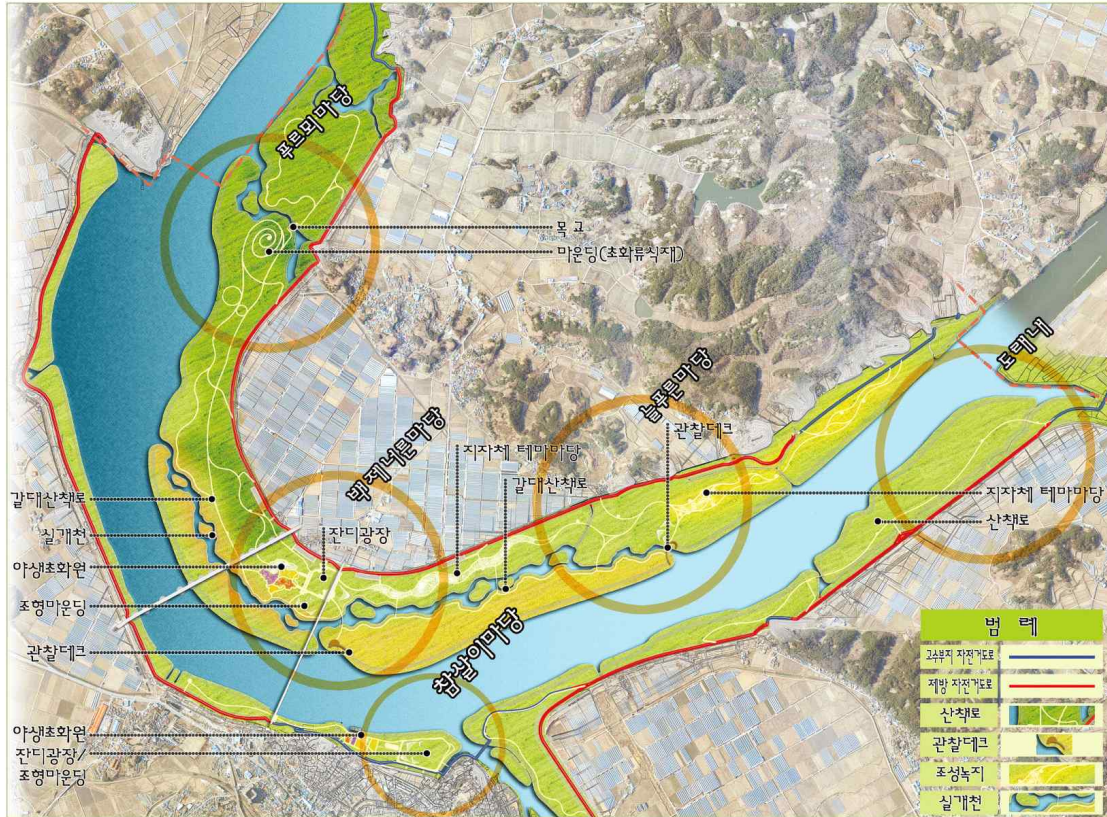 푸르뫼마당
목교
마운딩(초화류식재)
도래내
늘푸른마당
관찰데크
백제너른마당
지자체 테마마당
갈대산책로
갈대산책로
지자체 테마마당
실개천
잔디광장
산책로
야생초화원
조형마운딩
관찰데크
참살이마당
야생초화원
잔디광장/
조형마운딩
범 례
고수부지 자전거도로
제방 자전거도로
산책로
관찰데크
조성녹지
실개천